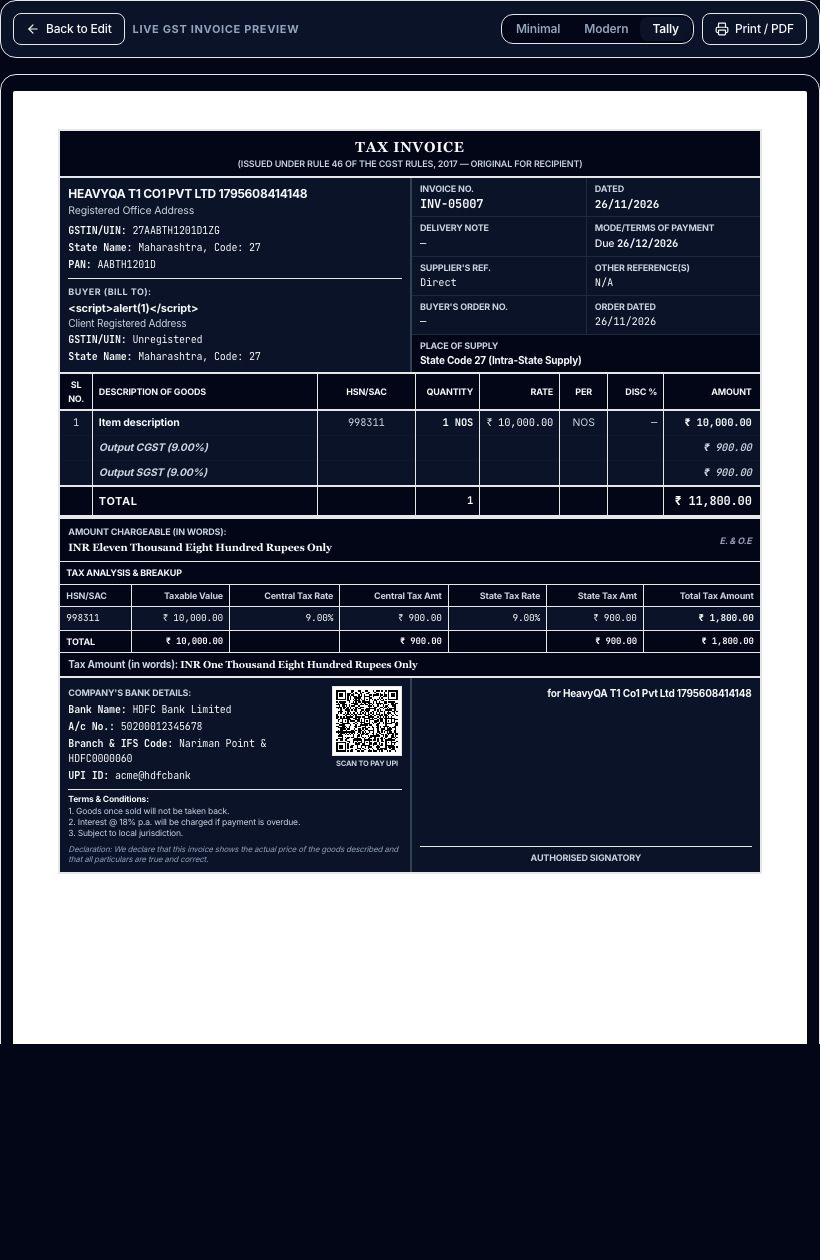 Back to Edit
LIVE GST INVOICE PREVIEW
Minimal
Modern
Tally
Print / PDF
TAX INVOICE
(ISSUED UNDER RULE 46 OF THE CGST RULES, 2017 — ORIGINAL FOR RECIPIENT)
HEAVYQA T1 CO1 PVT LTD 1795608414148
Registered Office Address
GSTIN/UIN: 27AABTH1201D1ZG
State Name: Maharashtra, Code: 27
PAN: AABTH1201D
BUYER (BILL TO):
<script>alert(1)</script>
Client Registered Address
GSTIN/UIN: Unregistered
State Name: Maharashtra, Code: 27
INVOICE NO.
INV-05007
DATED
26/11/2026
DELIVERY NOTE
—
MODE/TERMS OF PAYMENT
Due 26/12/2026
SUPPLIER'S REF.
Direct
OTHER REFERENCE(S)
N/A
BUYER'S ORDER NO.
—
ORDER DATED
26/11/2026
PLACE OF SUPPLY
State Code 27 (Intra-State Supply)
SL NO. DESCRIPTION OF GOODS HSN/SAC QUANTITY RATE PER DISC % AMOUNT
1 Item description 998311 1 NOS ₹ 10,000.00 NOS — ₹ 10,000.00
Output CGST (9.00%) ₹ 900.00
Output SGST (9.00%) ₹ 900.00
TOTAL 1 ₹ 11,800.00
AMOUNT CHARGEABLE (IN WORDS):
INR Eleven Thousand Eight Hundred Rupees Only
E. & O.E
TAX ANALYSIS & BREAKUP
HSN/SAC Taxable Value Central Tax Rate Central Tax Amt State Tax Rate State Tax Amt Total Tax Amount
998311 ₹ 10,000.00 9.00% ₹ 900.00 9.00% ₹ 900.00 ₹ 1,800.00
TOTAL ₹ 10,000.00 ₹ 900.00 ₹ 900.00 ₹ 1,800.00
Tax Amount (in words): INR One Thousand Eight Hundred Rupees Only
COMPANY'S BANK DETAILS:
Bank Name: HDFC Bank Limited
A/c No.: 50200012345678
Branch & IFS Code: Nariman Point &
HDFC0000060
UPI ID: acme@hdfcbank
SCAN TO PAY UPI
Terms & Conditions:
1. Goods once sold will not be taken back.
2. Interest @ 18% p.a. will be charged if payment is overdue.
3. Subject to local jurisdiction.
Declaration: We declare that this invoice shows the actual price of the goods described and
that all particulars are true and correct.
for HeavyQA T1 Co1 Pvt Ltd 1795608414148
AUTHORISED SIGNATORY